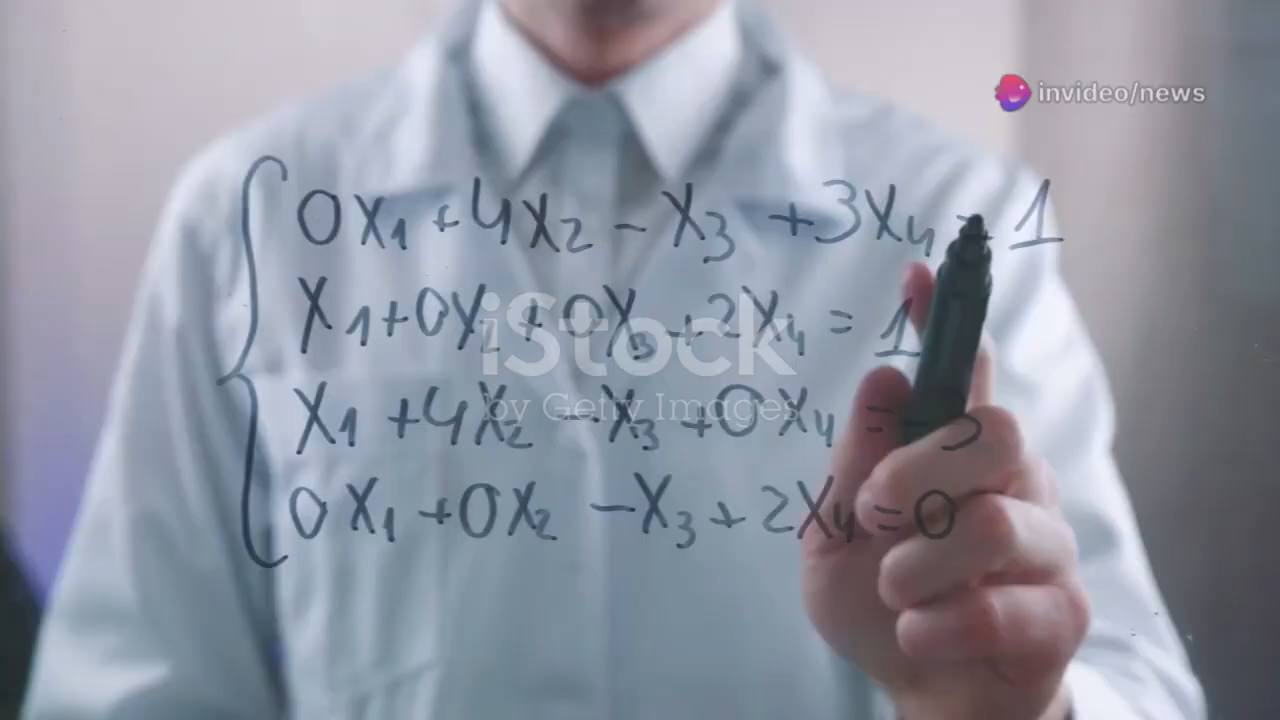 invideo/news
0x₁ + 4x₂ - x₃ + 3x₄ = 1
x₁ + 0x₂ + 0x₃ + 2x₄ = 1
iStock
x₁ + 4x₂ - x₃ + 0x₄ =
by Getty Images
0x₁ + 0x₂ - x₃ + 2x₄ = 0